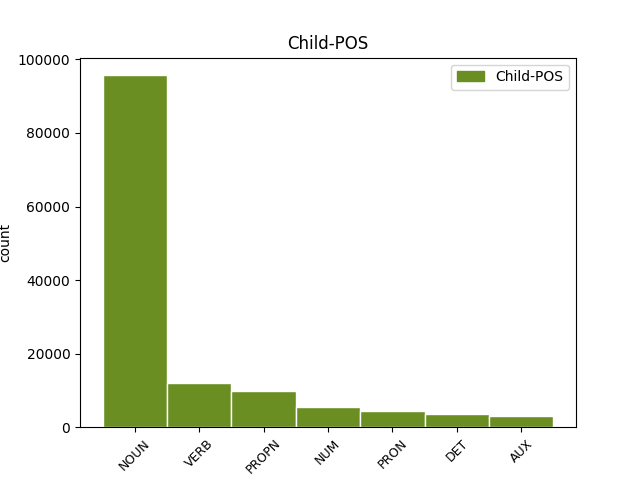 Child-POS
Child-POS
100000
80000
60000
40000
20000
0
count
NOUN
VERB
PROPN
NUM
PRON
DET
AUX